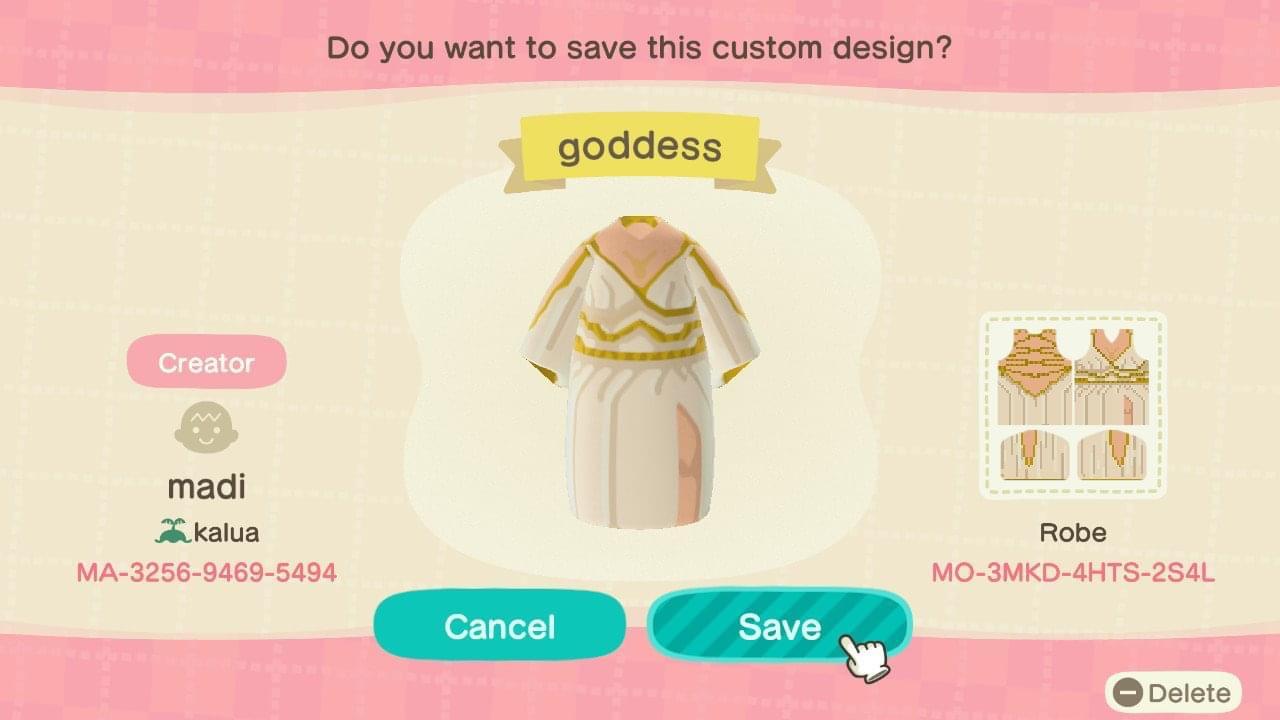 Do you want to save this custom design?
goddess
Creator
madi
kalua
MA-3256-9469-5494
Robe
MO-3MKD-4HTS-2S4L
Cancel
Save
Delete